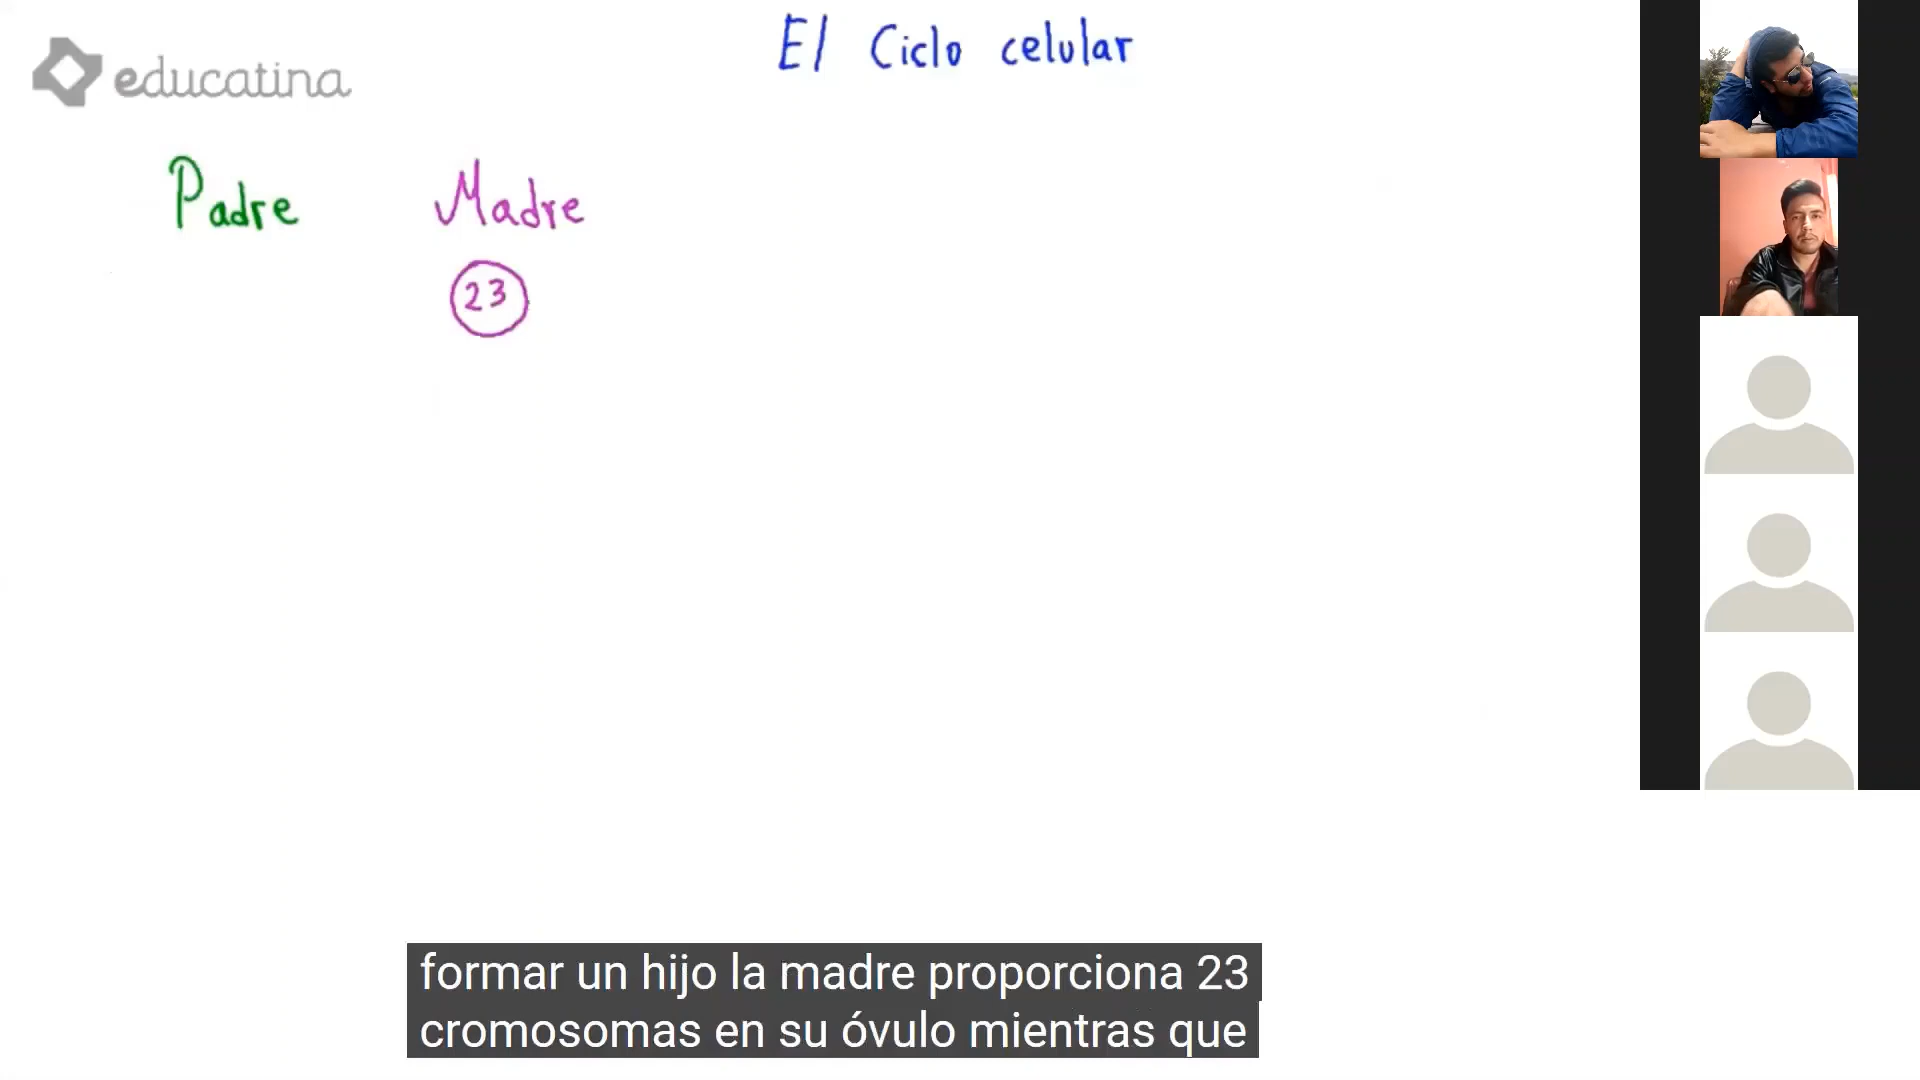 El Ciclo celular
educatina
Padre Madre
23
formar un hijo la madre proporciona 23
cromosomas en su óvulo mientras que